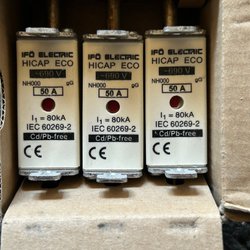 IFÖ ELECTRIC
HICAP ECO
~690 V
NH000 gG
50 A
I1 = 80kA
IEC 60269-2
Cd/Pb-free
CE
IFÖ ELECTRIC
HICAP ECO
~690 V
NH000 gG
50 A
I1 = 80kA
IEC 60269-2
Cd/Pb-free
CE
IFÖ ELECTRIC
HICAP ECO
~690 V
NH000 gG
50 A
I1 = 80kA
IEC 60269-2
Cd/Pb-free
CE